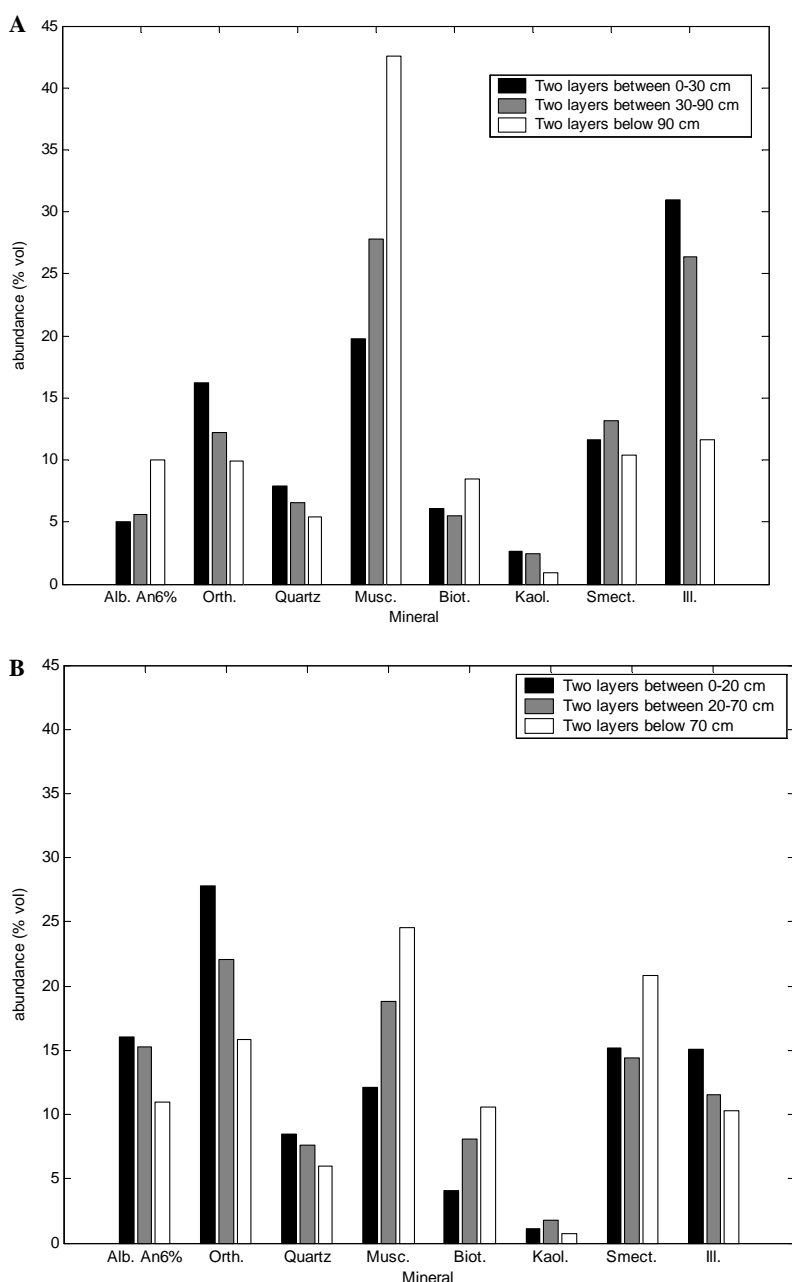 A
45
40
35
30
25
20
15
10
5
0
abundance (% vol)
Two layers between 0-30 cm
Two layers between 30-90 cm
Two layers below 90 cm
Alb. An6% Orth. Quartz Musc. Biot. Kaol. Smect. Ill.
Mineral
B
45
40
35
30
25
20
15
10
5
0
abundance (% vol)
Two layers between 0-20 cm
Two layers between 20-70 cm
Two layers below 70 cm
Alb. An6% Orth. Quartz Musc. Biot. Kaol. Smect. Ill.
Mineral